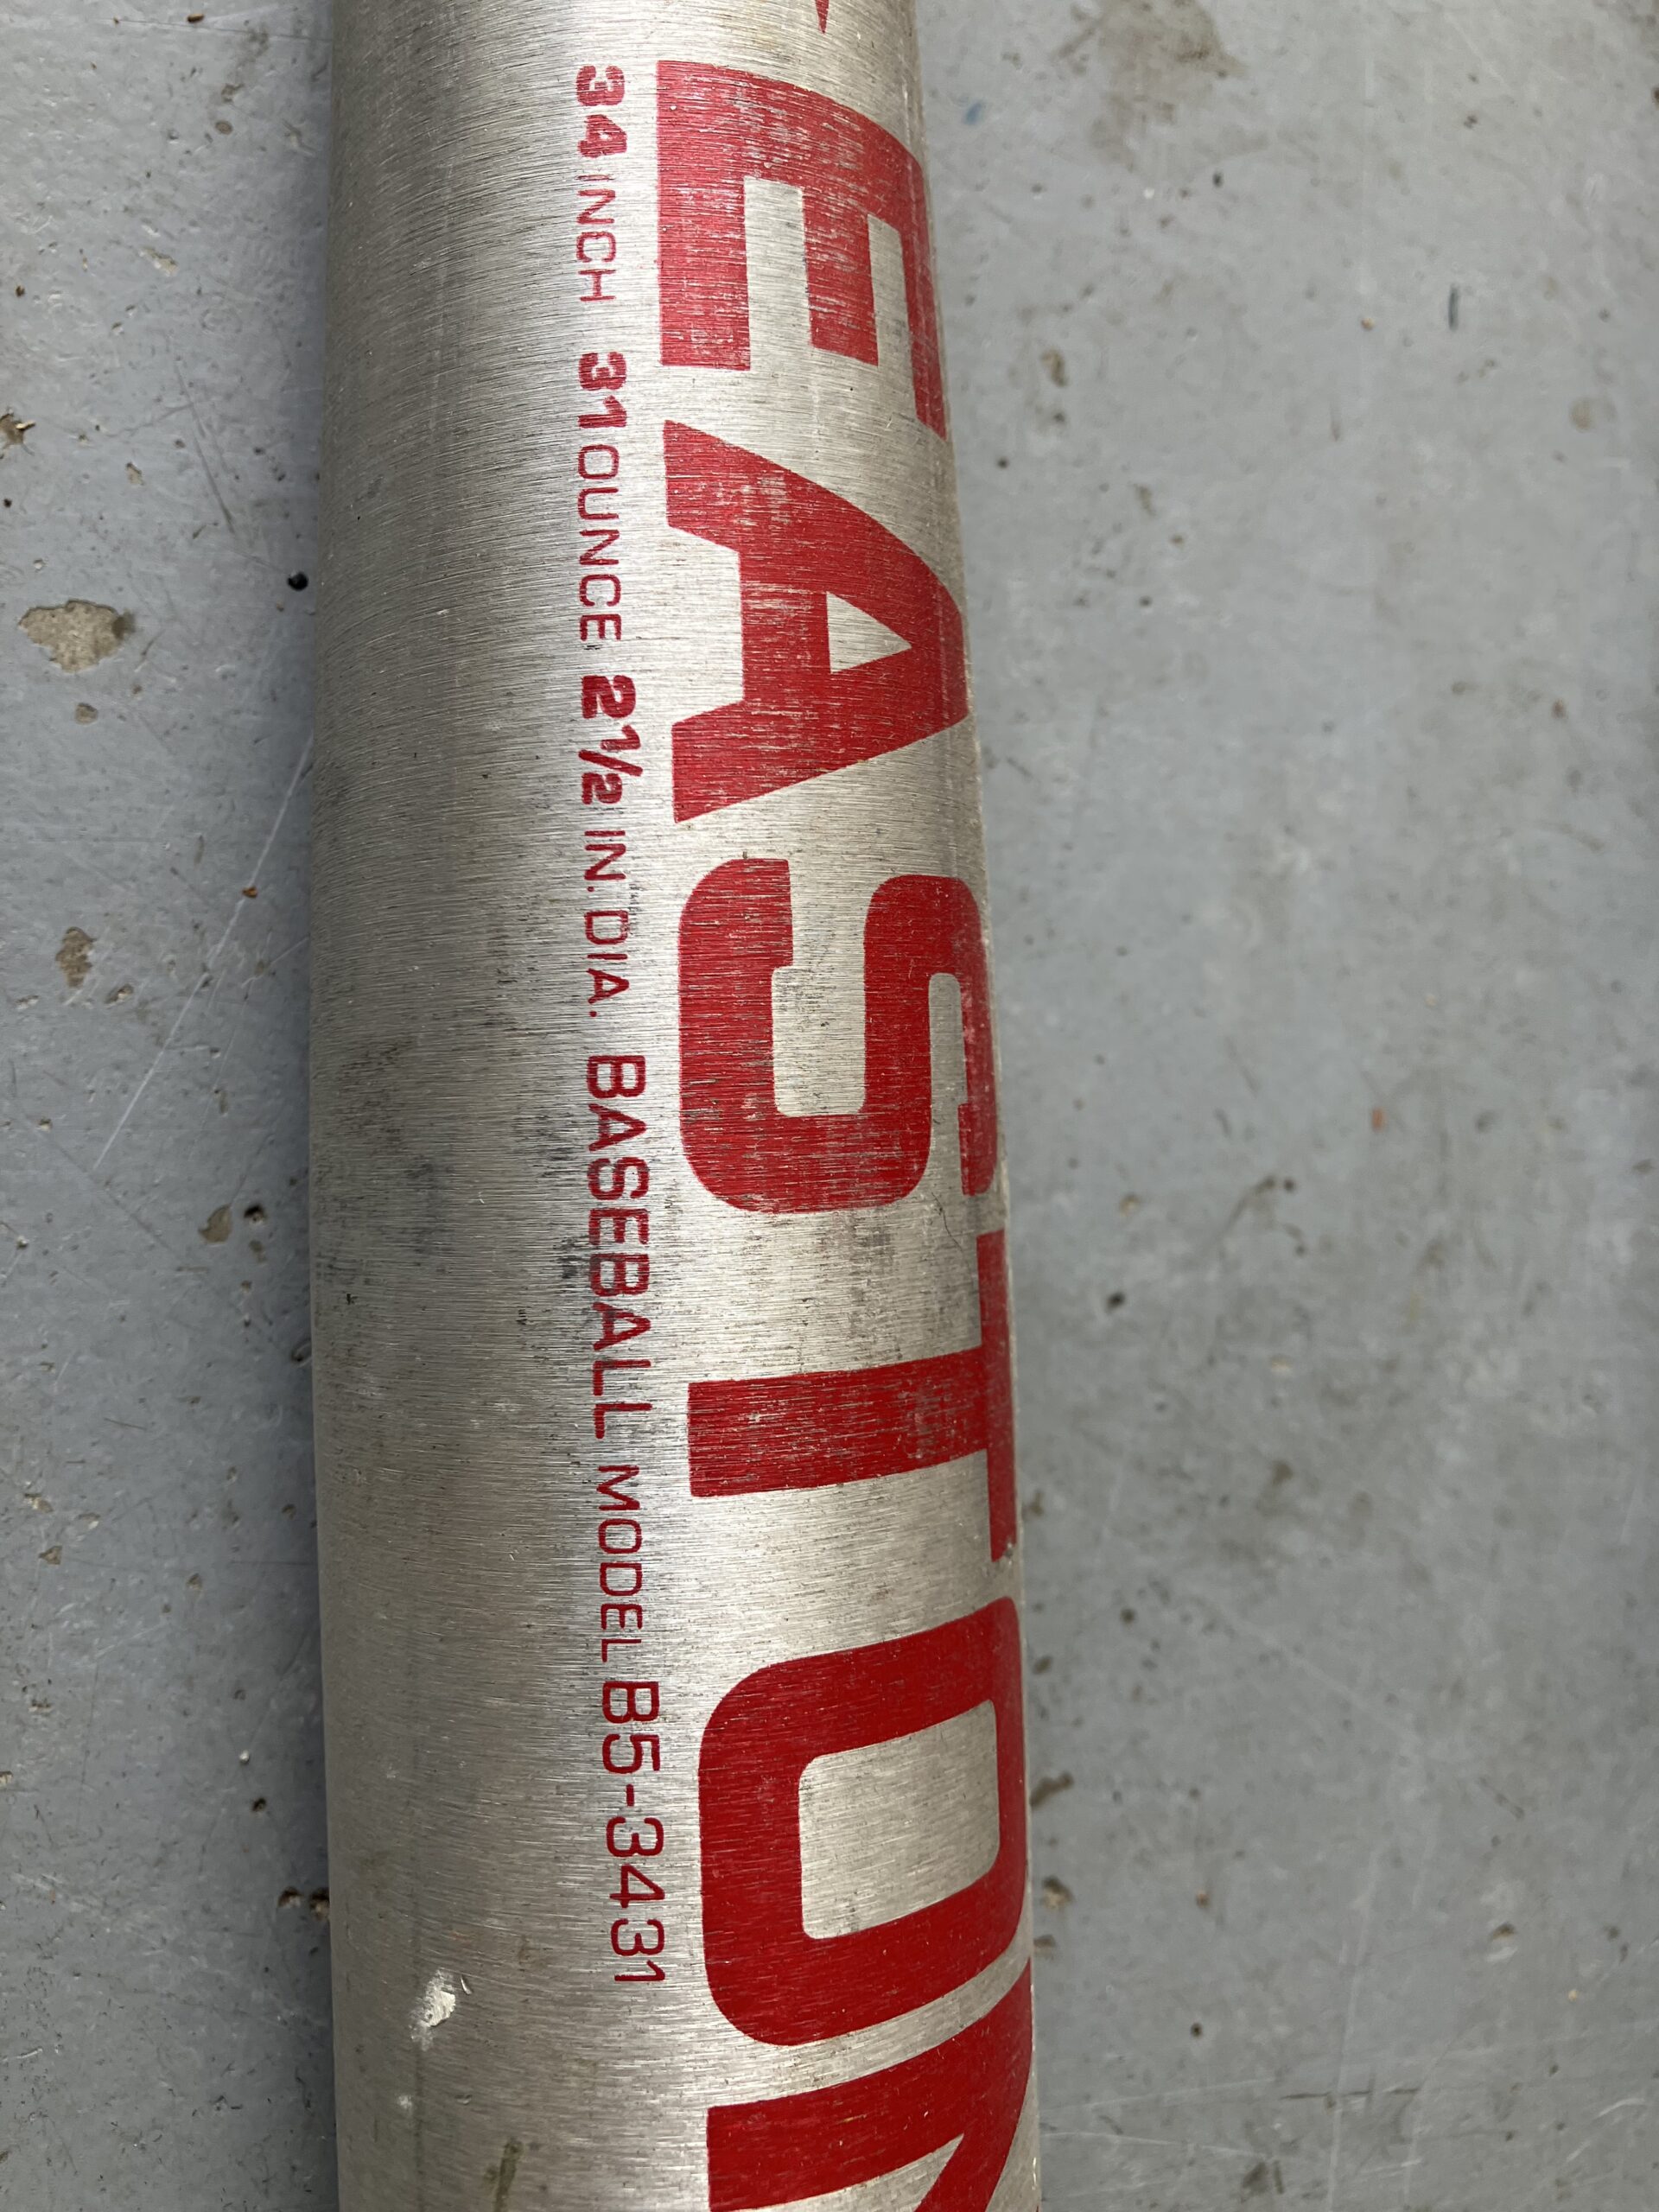 EASTON
34 INCH 31 OUNCE 2½ IN. DIA. BASEBALL MODEL B5-3431